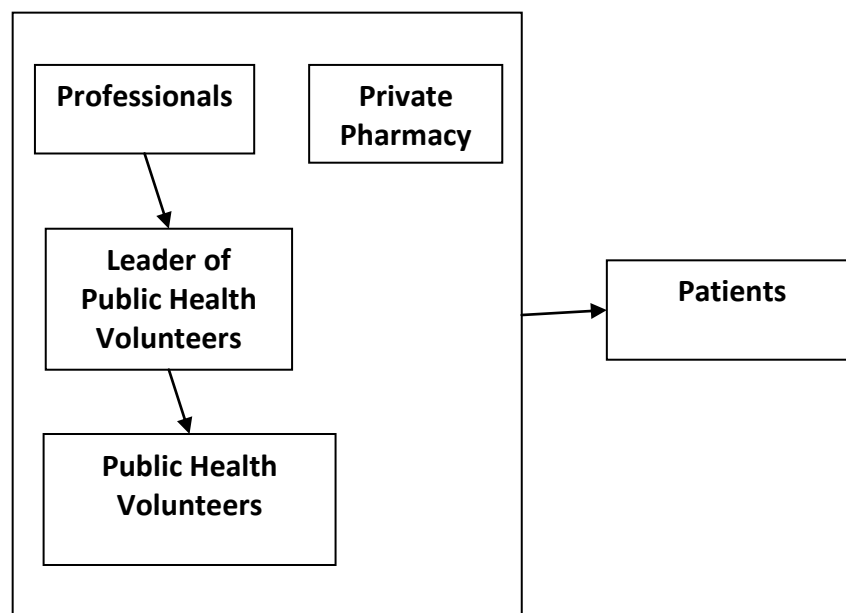 Professionals
Private
Pharmacy
Leader of
Public Health
Volunteers
Public Health
Volunteers
Patients